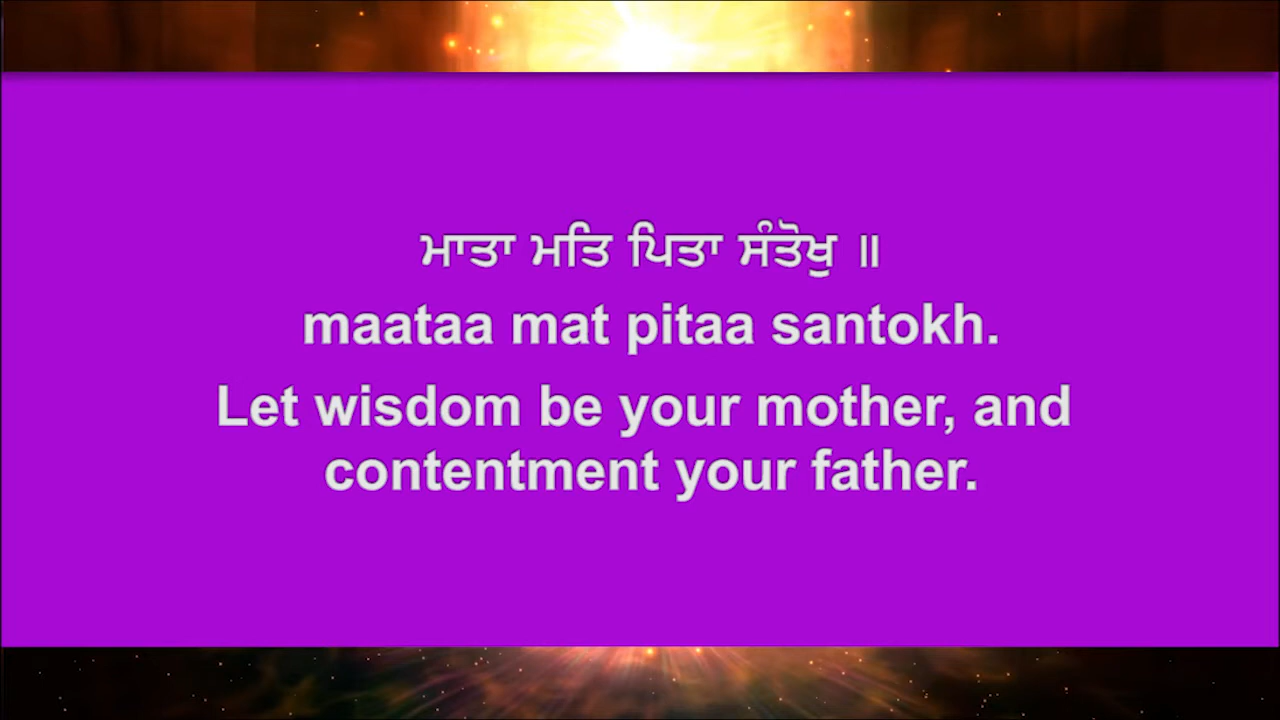 ਮਾਤਾ ਮਤਿ ਪਿਤਾ ਸੰਤੋਖੁ ॥
maataa mat pitaa santokh.
Let wisdom be your mother, and
contentment your father.